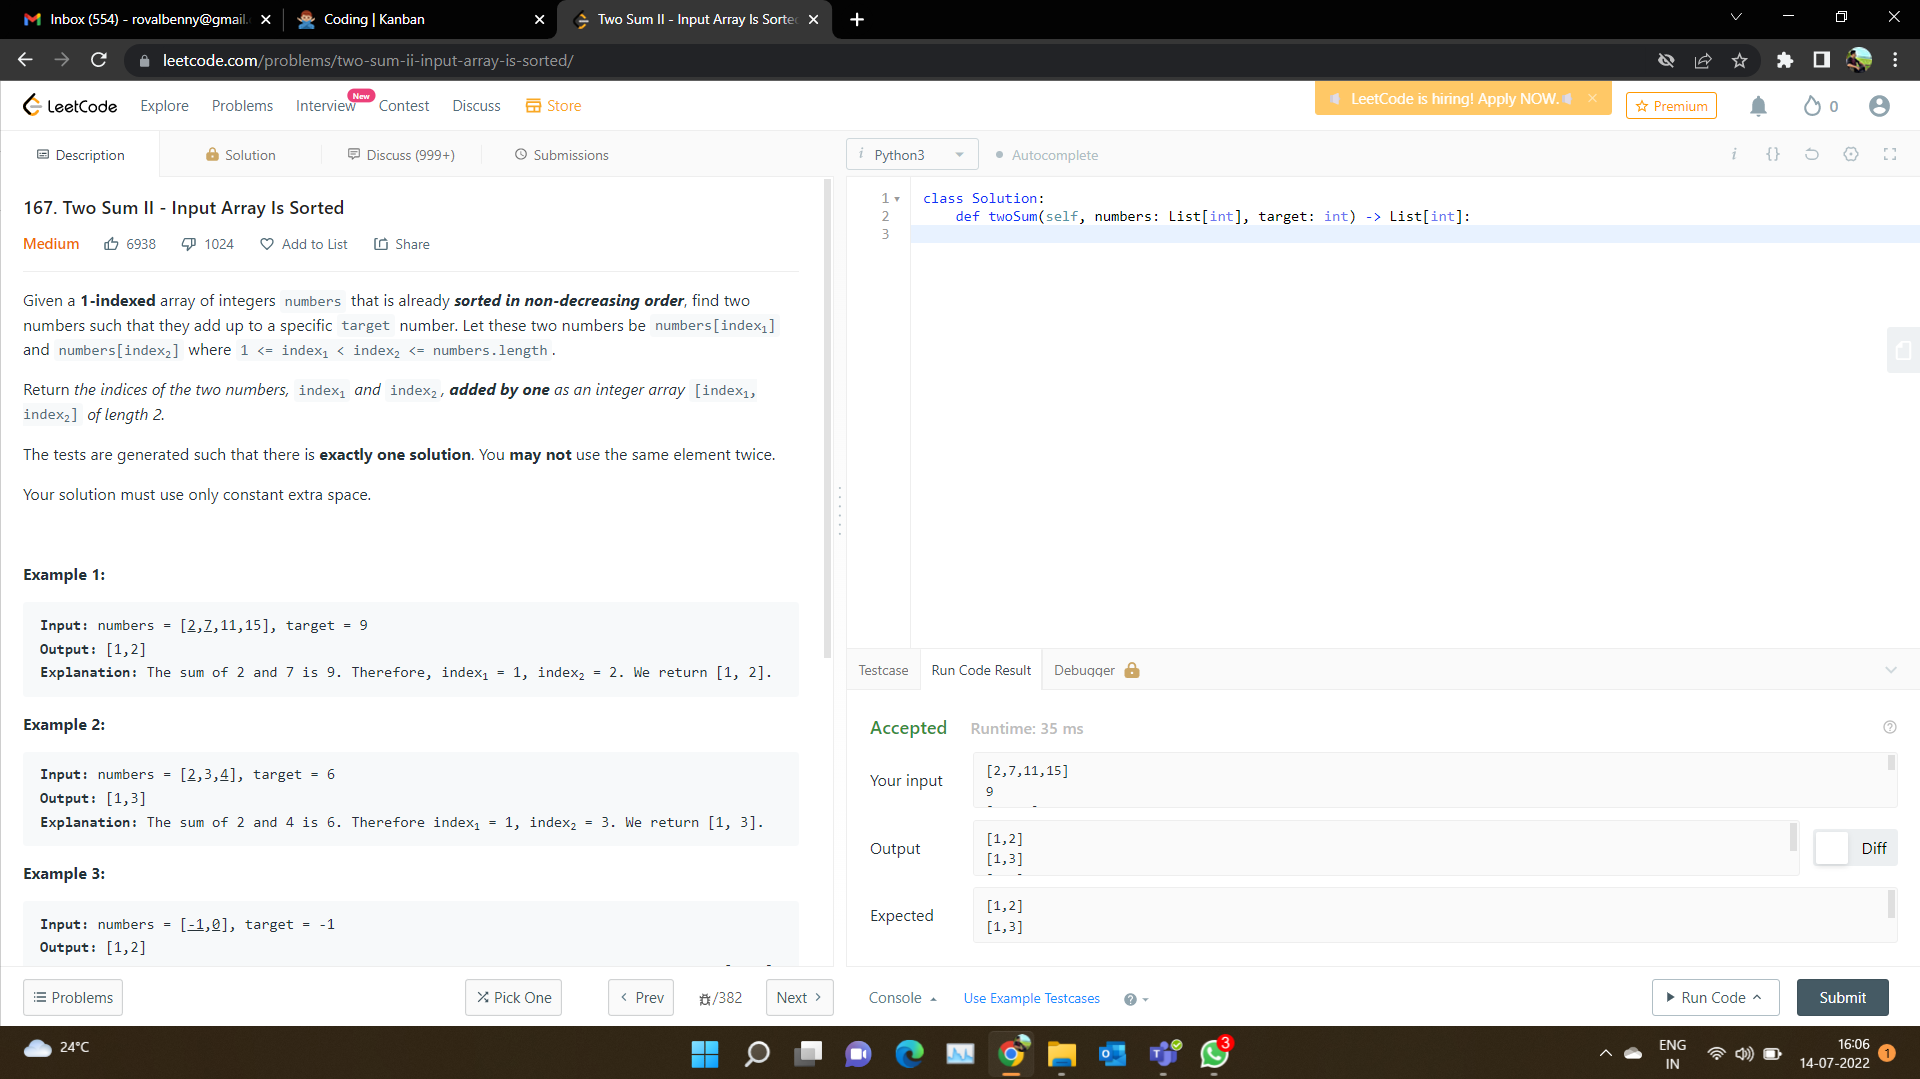 Inbox (554) - rovalbenny@gmail.
Coding | Kanban
Two Sum II - Input Array Is Sorted
leetcode.com/problems/two-sum-ii-input-array-is-sorted/
LeetCode
Explore
Problems
Interview
New
Contest
Discuss
Store
LeetCode is hiring! Apply NOW.
Premium
0
Description
Solution
Discuss (999+)
Submissions
i Python3
Autocomplete
i {}
167. Two Sum II - Input Array Is Sorted
Medium 6938 1024 Add to List Share
Given a 1-indexed array of integers numbers that is already sorted in non-decreasing order, find two
numbers such that they add up to a specific target number. Let these two numbers be numbers[index₁]
and numbers[index₂] where 1 <= index₁ < index₂ <= numbers.length.
Return the indices of the two numbers, index₁ and index₂, added by one as an integer array [index₁,
index₂] of length 2.
The tests are generated such that there is exactly one solution. You may not use the same element twice.
Your solution must use only constant extra space.
Example 1:
Input: numbers = [2,7,11,15], target = 9
Output: [1,2]
Explanation: The sum of 2 and 7 is 9. Therefore, index₁ = 1, index₂ = 2. We return [1, 2].
Example 2:
Input: numbers = [2,3,4], target = 6
Output: [1,3]
Explanation: The sum of 2 and 4 is 6. Therefore index₁ = 1, index₂ = 3. We return [1, 3].
Example 3:
Input: numbers = [-1,0], target = -1
Output: [1,2]
Problems
Pick One
Prev
/382
Next
1 class Solution:
2 def twoSum(self, numbers: List[int], target: int) -> List[int]:
3
Testcase
Run Code Result
Debugger
Accepted Runtime: 35 ms
Your input
[2,7,11,15]
9
Output
[1,2]
[1,3]
Diff
Expected
[1,2]
[1,3]
Console
Use Example Testcases
Run Code
Submit
24°C
3
ENG
IN
16:06
14-07-2022
1